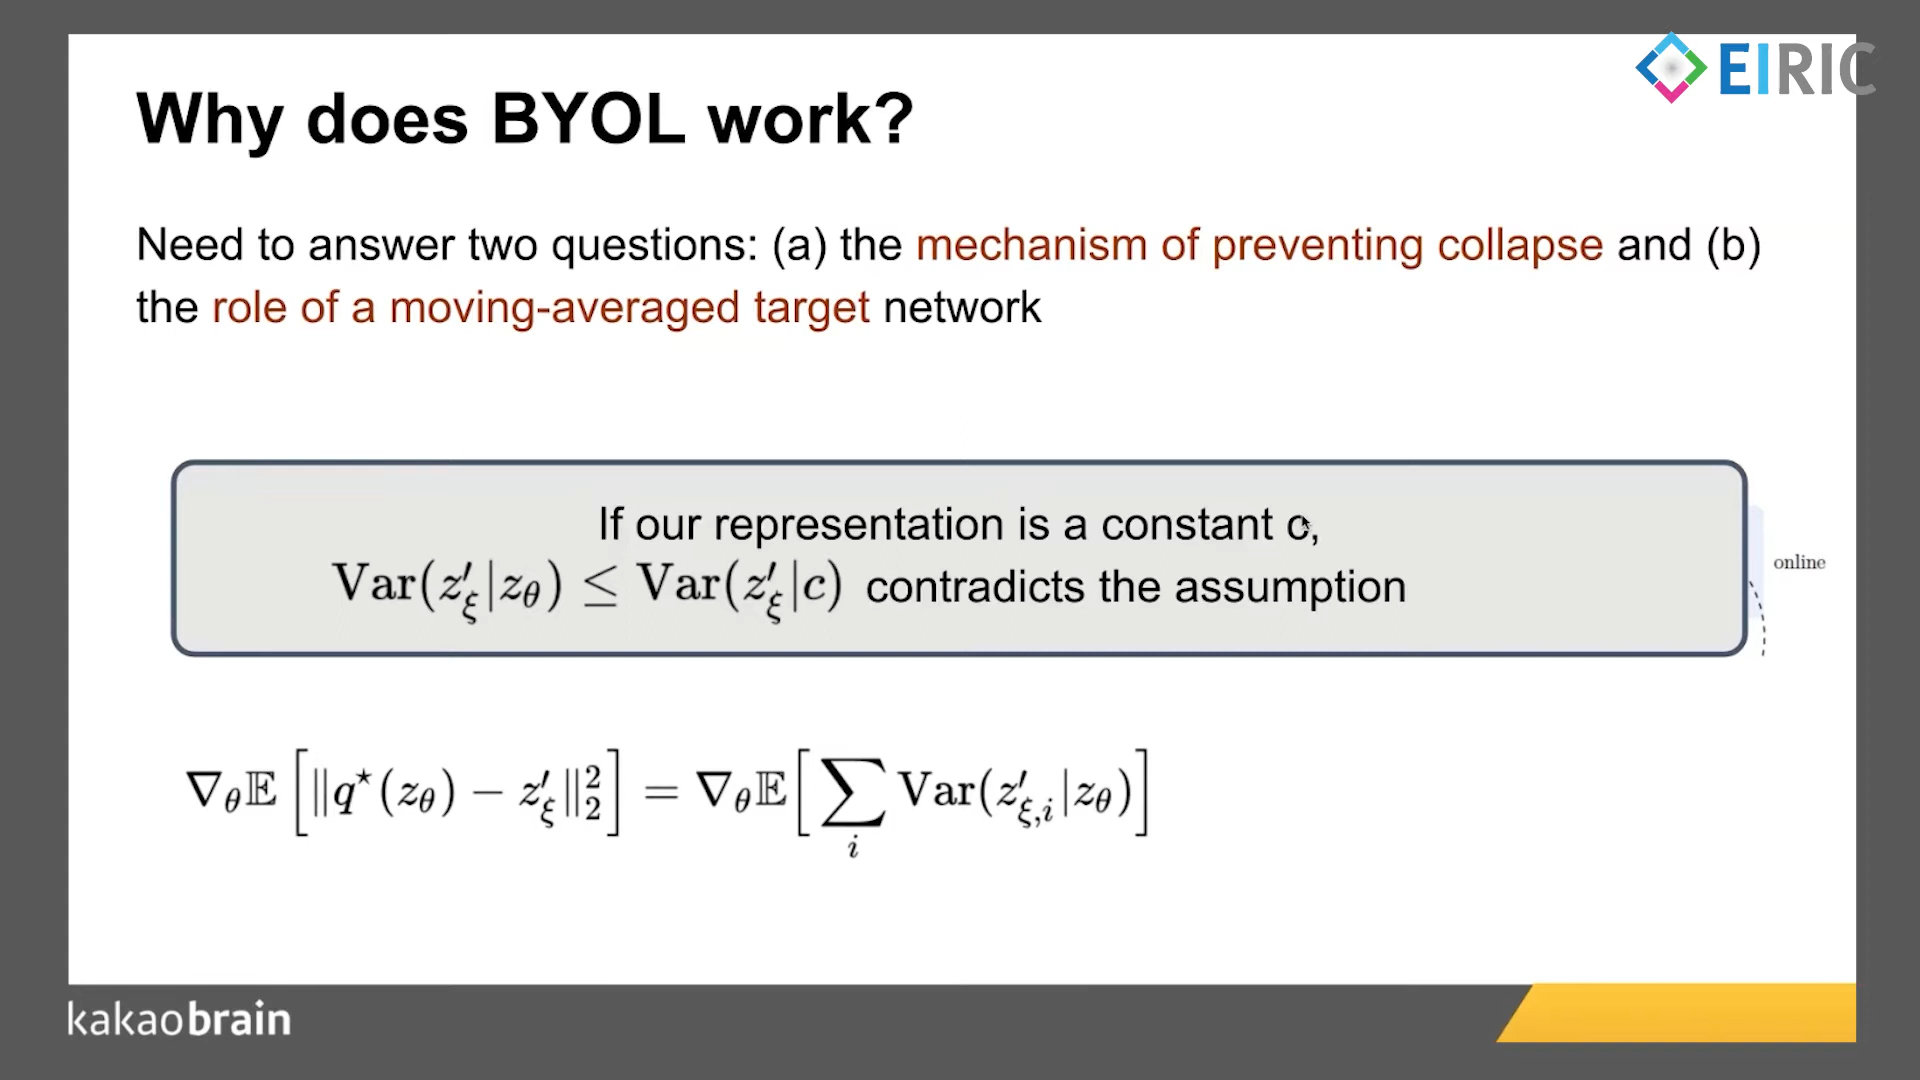 EIRIC
Why does BYOL work?
Need to answer two questions: (a) the mechanism of preventing collapse and (b)
the role of a moving-averaged target network
If our representation is a constant c,
Var(z′_ξ|z_θ) ≤ Var(z′_ξ|c) contradicts the assumption
online
∇_θ𝔼[‖q⋆(z_θ) − z′_ξ‖₂²] = ∇_θ𝔼[∑_i Var(z′_{ξ,i}|z_θ)]
kakaobrain